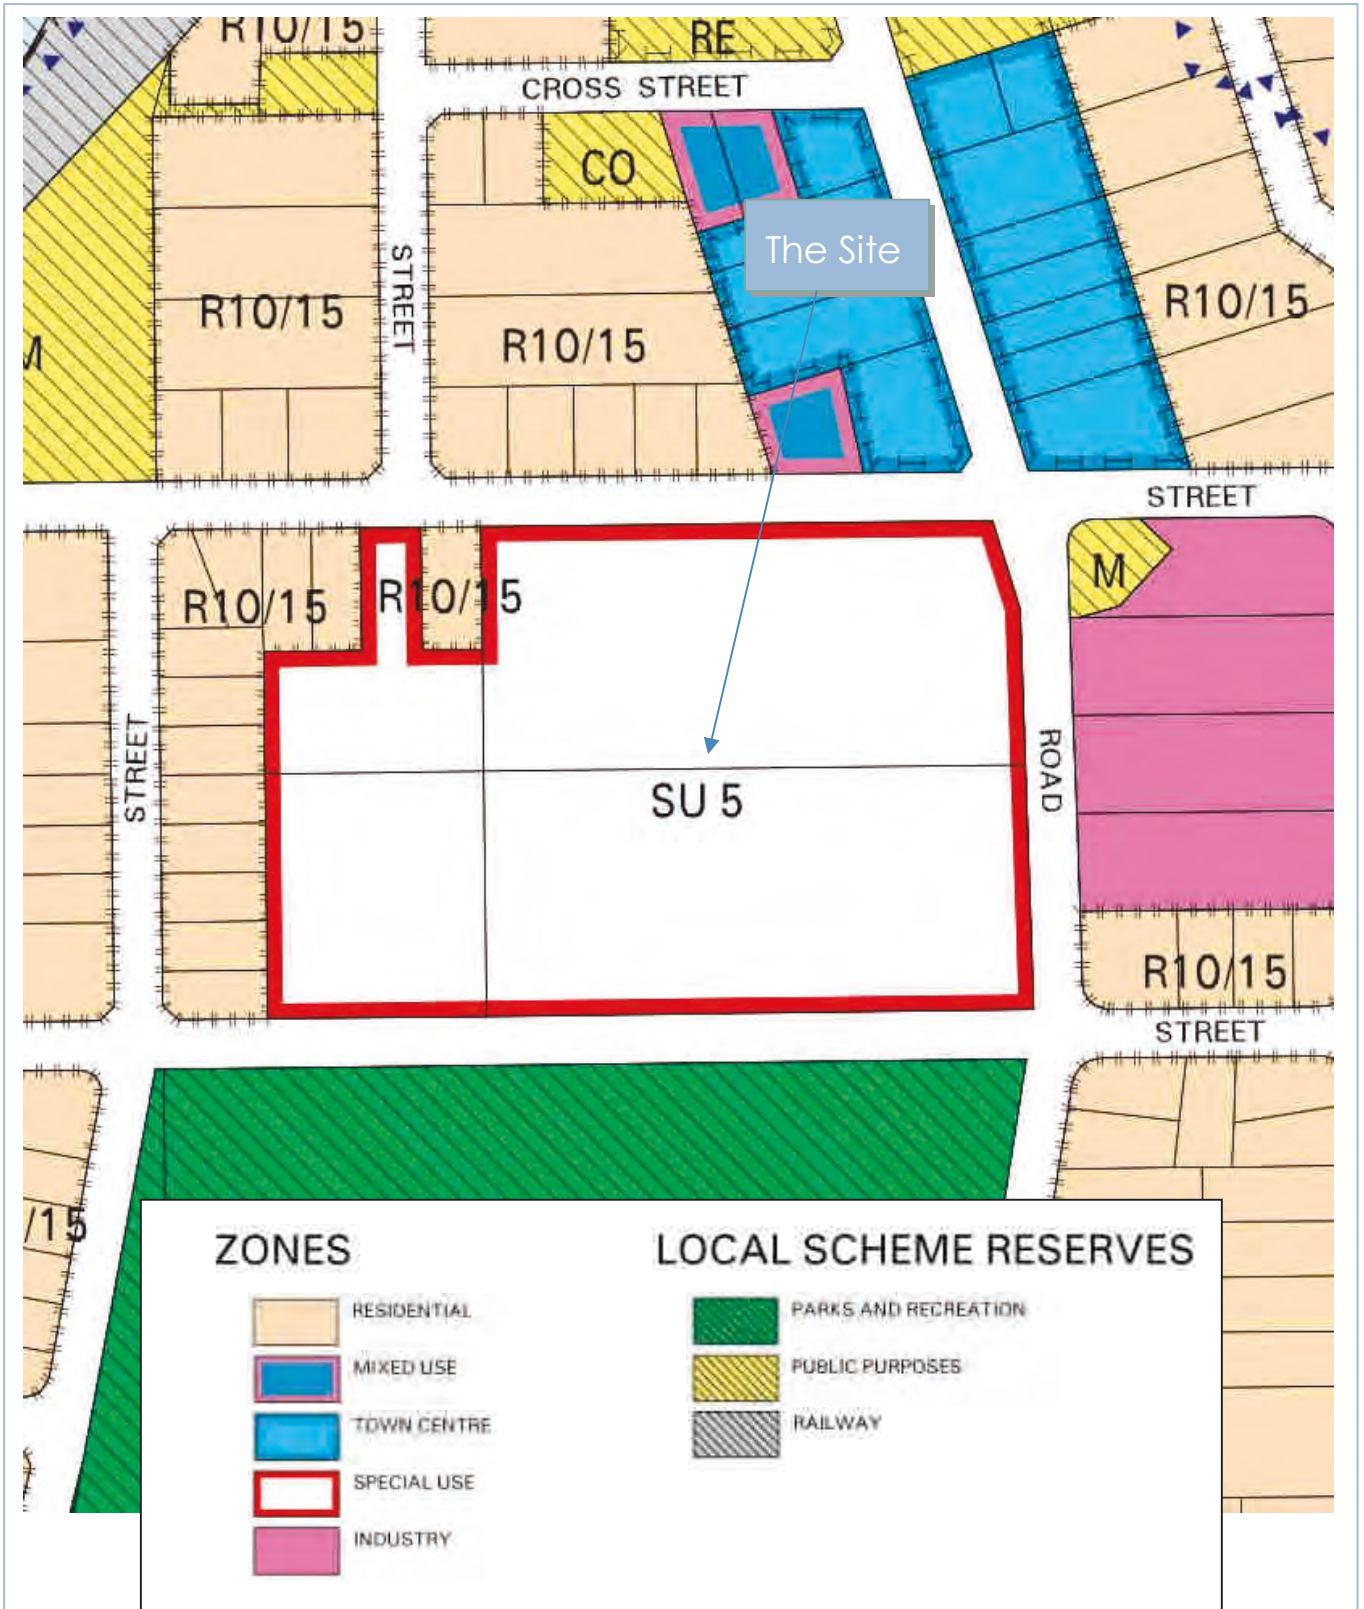 R10/15
RE
CROSS STREET
CO
The Site
STREET
R10/15
R10/15
R10/15
M
STREET
M
R10/15
R10/15
STREET
ROAD
SU 5
R10/15
STREET
/15
ZONES
RESIDENTIAL
MIXED USE
TOWN CENTRE
SPECIAL USE
INDUSTRY
LOCAL SCHEME RESERVES
PARKS AND RECREATION
PUBLIC PURPOSES
RAILWAY